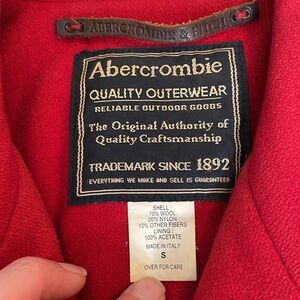 ABERCROMBIE & FITCH
Abercrombie
QUALITY OUTERWEAR
RELIABLE OUTDOOR GOODS
The Original Authority of
Quality Craftsmanship
TRADEMARK SINCE 1892
EVERYTHING WE MAKE AND SELL IS GUARANTEED
SHELL:
70% WOOL
20% NYLON
10% OTHER FIBERS
LINING:
100% ACETATE
MADE IN ITALY
S
OVER FOR CARE